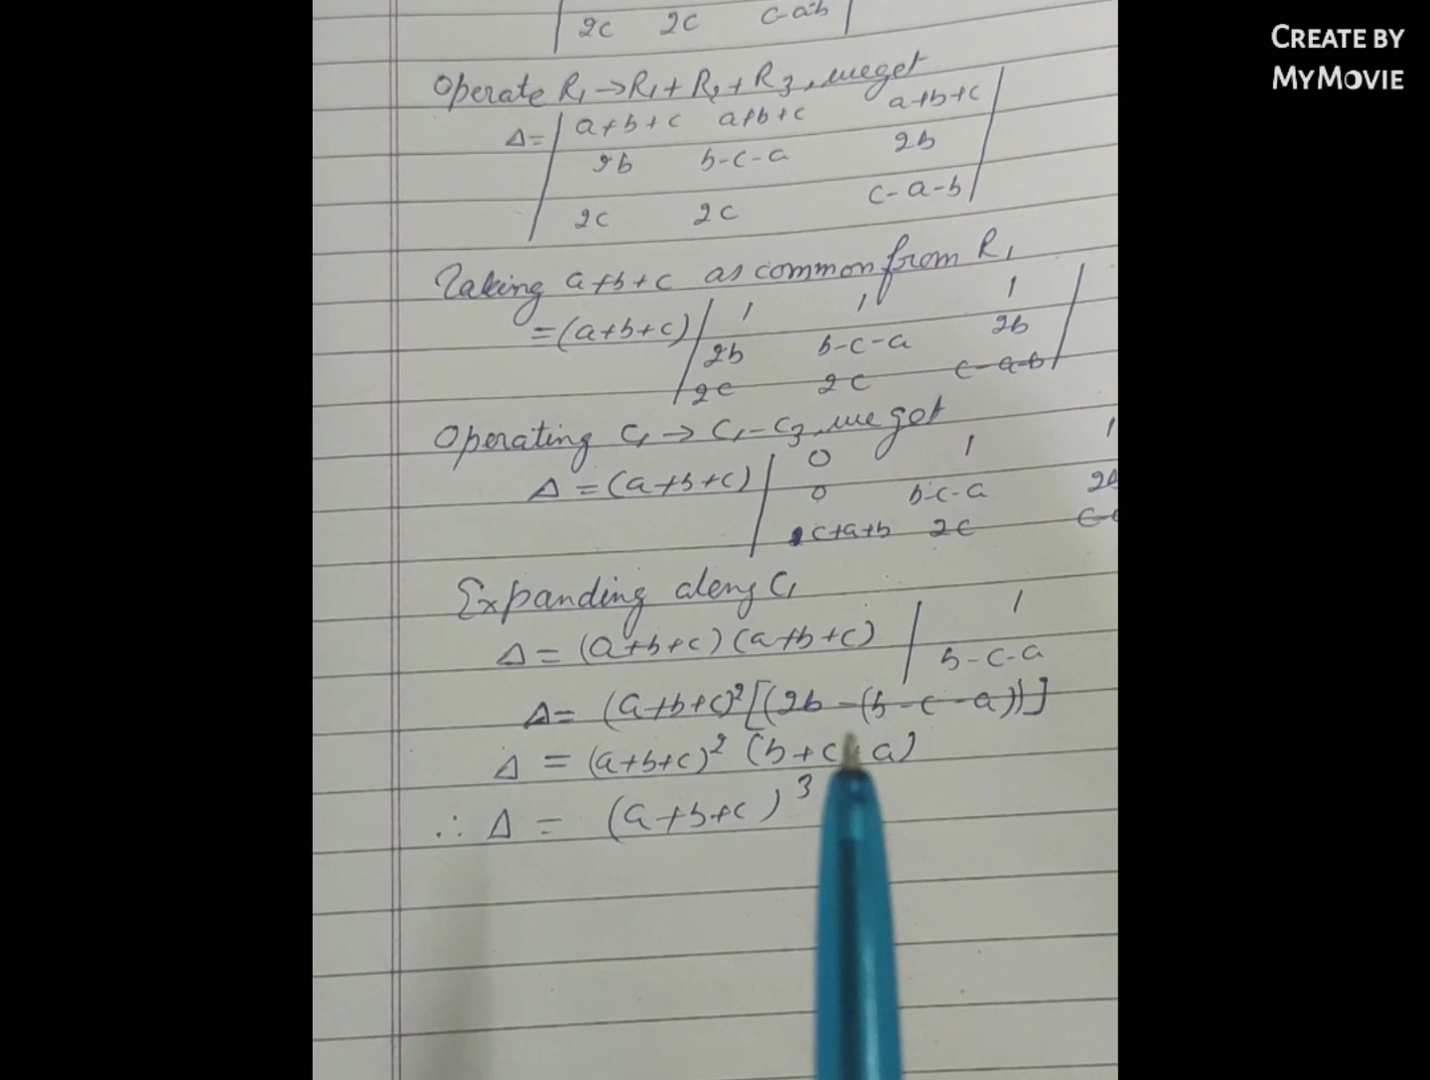 2c 2c c-a-b
Operate R1→R1+R2+R3, we get
Δ= | a+b+c a+b+c a+b+c |
2b b-c-a 2b
2c 2c c-a-b
Taking a+b+c as common from R1
=(a+b+c) | 1 1 1 |
2b b-c-a 2b
2c 2c c-a-b
Operating C1→C1-C3, we get
Δ=(a+b+c) | 0 1 1
0 b-c-a
c+a+b 2c
Expanding along C1
Δ= (a+b+c)(a+b+c) | 1
b-c-a
Δ= (a+b+c)²[(2b-(b-c-a))]
Δ = (a+b+c)² (b+c+a)
∴ Δ = (a+b+c)³
CREATE BY
MYMOVIE